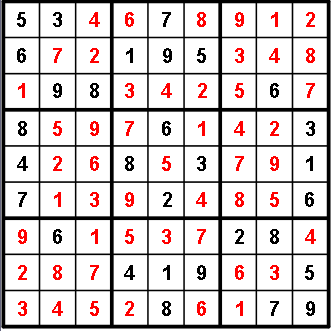 5 3 4 6 7 8 9 1 2
6 7 2 1 9 5 3 4 8
1 9 8 3 4 2 5 6 7
8 5 9 7 6 1 4 2 3
4 2 6 8 5 3 7 9 1
7 1 3 9 2 4 8 5 6
9 6 1 5 3 7 2 8 4
2 8 7 4 1 9 6 3 5
3 4 5 2 8 6 1 7 9